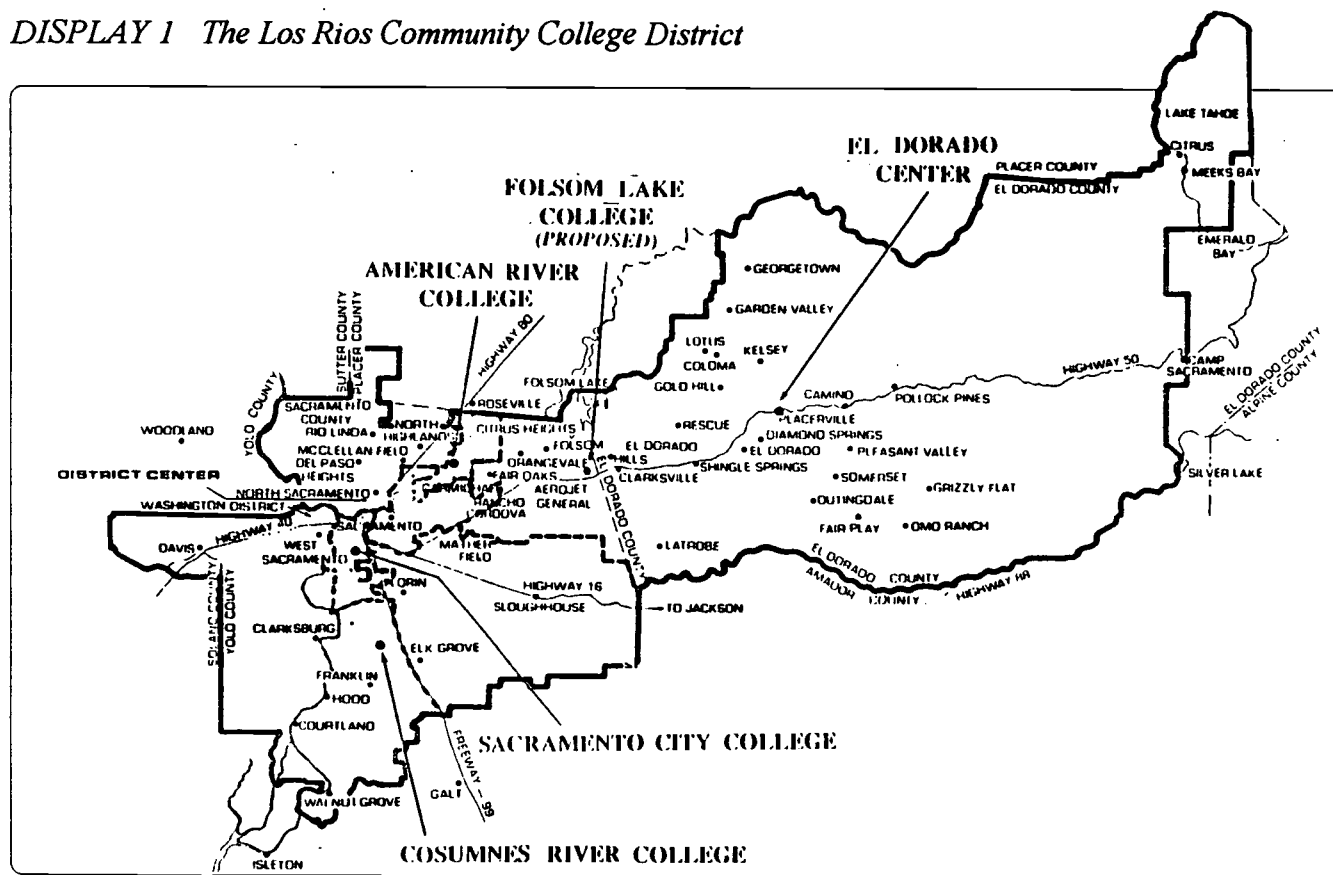 DISPLAY 1 The Los Rios Community College District
LAKE TAHOE
EL DORADO
CENTER
CITRUS
PLACER COUNTY
EL DORADO COUNTY
MEEKS BAY
FOLSOM LAKE
COLLEGE
(PROPOSED)
EMERALD
BAY
AMERICAN RIVER
COLLEGE
GEORGETOWN
SUTTER COUNTY
PLACER COUNTY
HIGHWAY 80
GARDEN VALLEY
LOTUS
COLOMA
KELSEY
HIGHWAY 50
CAMP
SACRAMENTO
EL DORADO COUNTY
ALPINE COUNTY
FOLSOM LAKE
GOLD HILL
CAMINO
POLLOCK PINES
YOLO COUNTY
SACRAMENTO
COUNTY
ROSEVILLE
PLACERVILLE
WOODLAND
RIO LINDA
NORTH
HIGHLANDS
CITRUS HEIGHTS
RESCUE
DIAMOND SPRINGS
MCCLELLAN FIELD
FOLSOM
EL DORADO
HILLS
EL DORADO
PLEASANT VALLEY
DEL PASO
HEIGHTS
ORANGEVALE
SHINGLE SPRINGS
DISTRICT CENTER
FAIR OAKS
CLARKSVILLE
SOMERSET
SILVER LAKE
CARMICHAEL
AEROJET
GENERAL
GRIZZLY FLAT
NORTH SACRAMENTO
RANCHO
CORDOVA
OUTINGDALE
WASHINGTON DISTRICT
EL DORADO COUNTY
FAIR PLAY
OMO RANCH
SACRAMENTO
HIGHWAY 40
DAVIS
WEST
SACRAMENTO
MATHER
FIELD
LATROBE
EL DORADO COUNTY
AMADOR COUNTY
HIGHWAY 88
FLORIN
HIGHWAY 16
SLOUGHHOUSE
TO JACKSON
SOLANO COUNTY
YOLO COUNTY
CLARKSBURG
ELK GROVE
FRANKLIN
HOOD
COURTLAND
SACRAMENTO CITY COLLEGE
FREEWAY - 99
GALT
WALNUT GROVE
COSUMNES RIVER COLLEGE
ISLETON